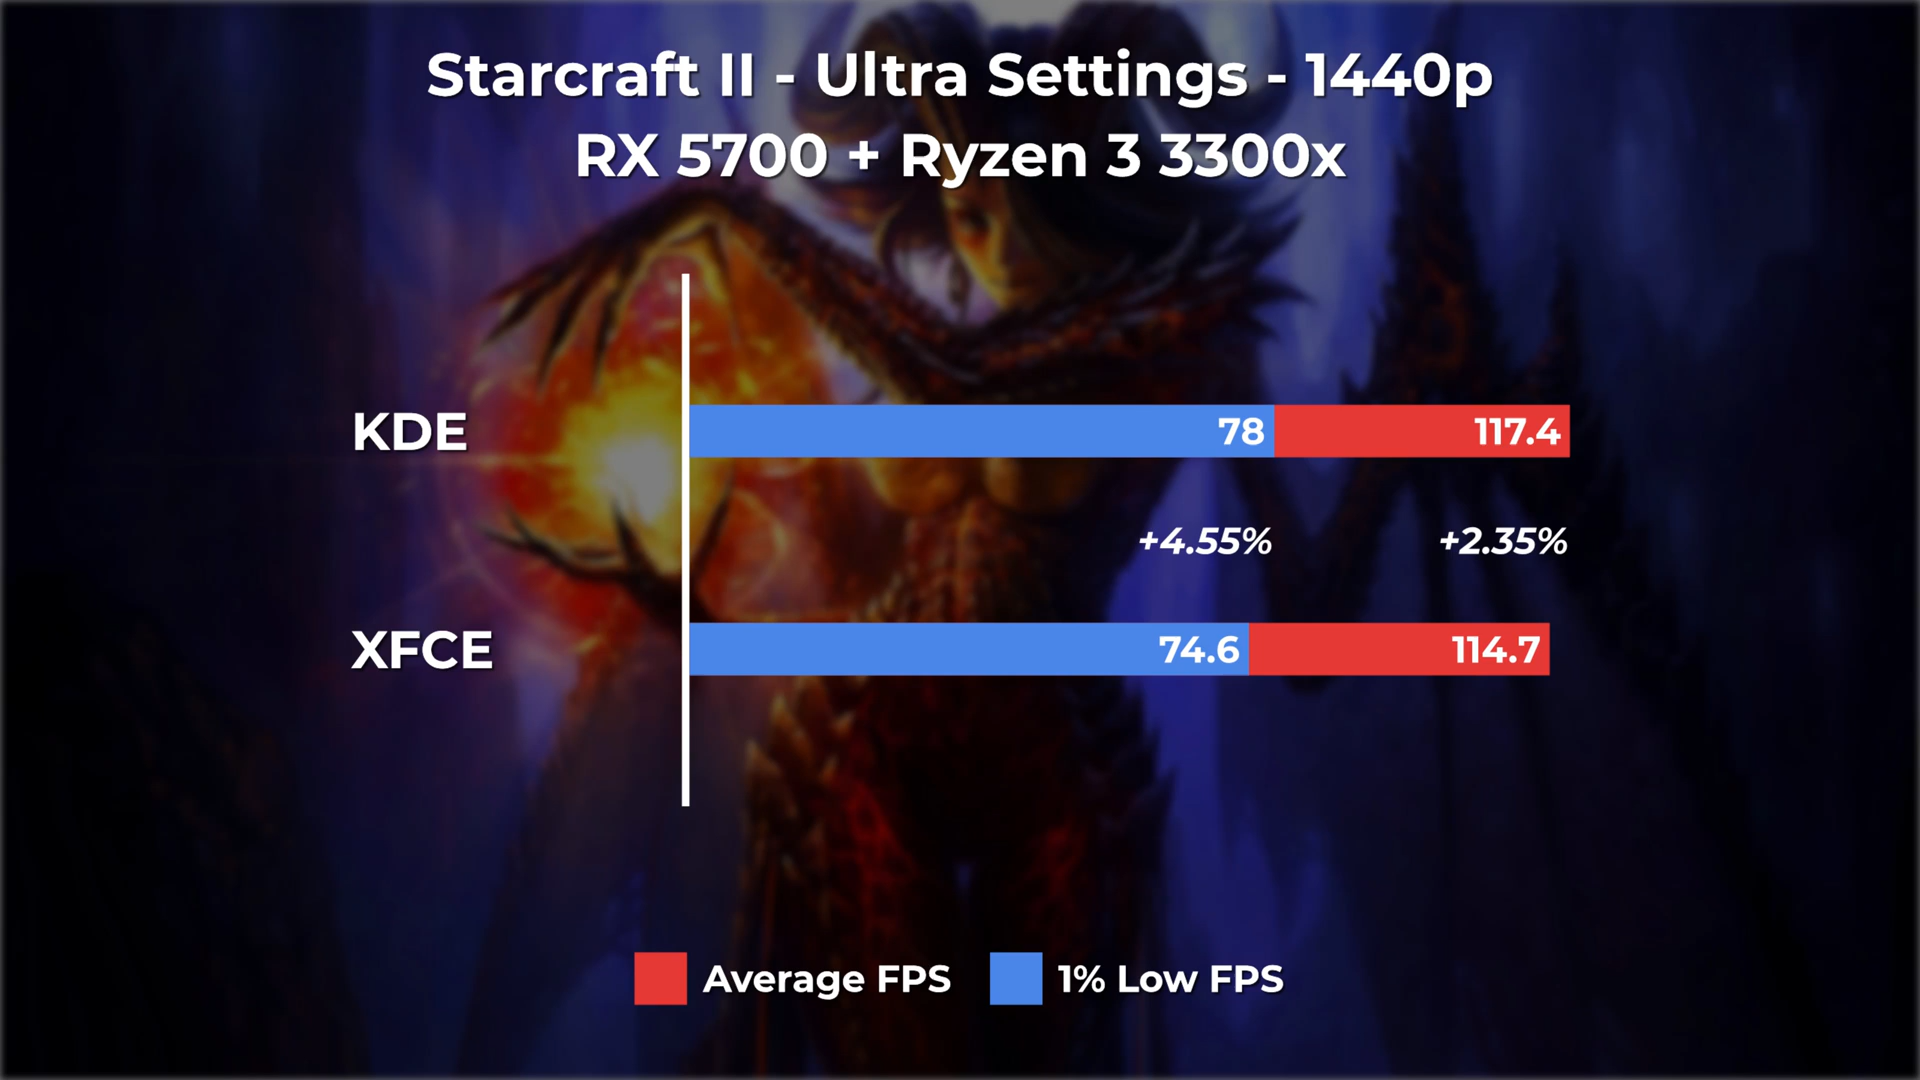 Starcraft II - Ultra Settings - 1440p
RX 5700 + Ryzen 3 3300x
KDE 78 117.4
+4.55% +2.35%
XFCE 74.6 114.7
Average FPS 1% Low FPS